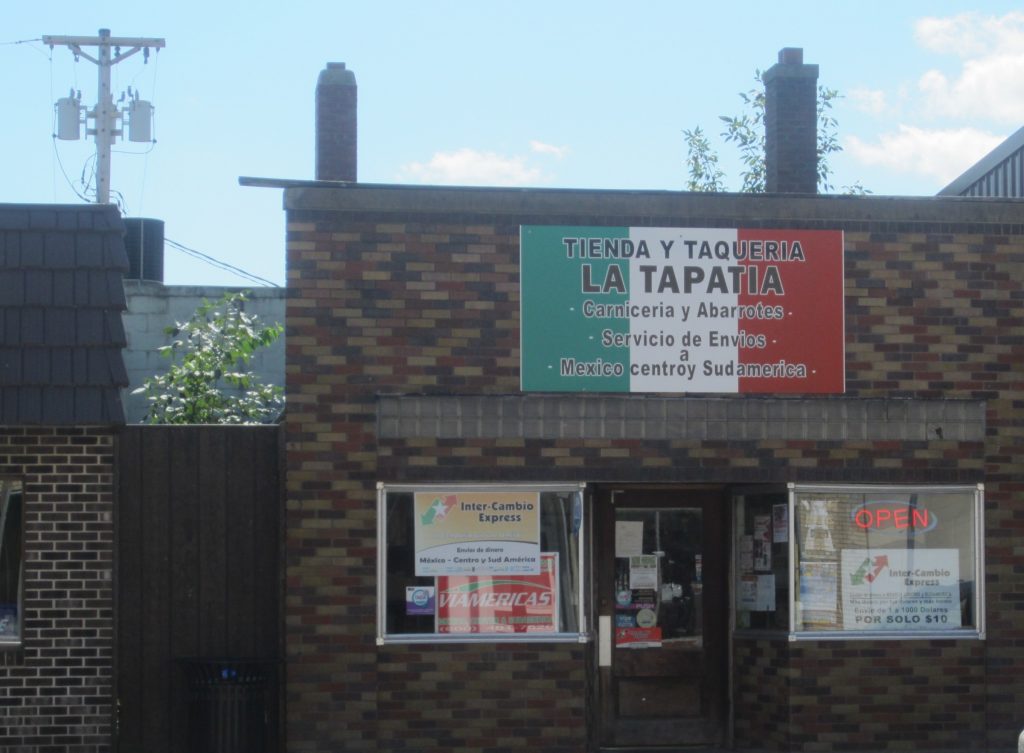 TIENDA Y TAQUERIA
LA TAPATIA
- Carniceria y Abarrotes -
- Servicio de Envios -
a
- Mexico centroy Sudamerica -
Inter-Cambio
Express
Envios de dinero
México - Centro y Sud América
VIAMERICAS
PUSH
OPEN
Inter-Cambio
Express
Envie de 1 a 1000 Dolares
POR SOLO $10